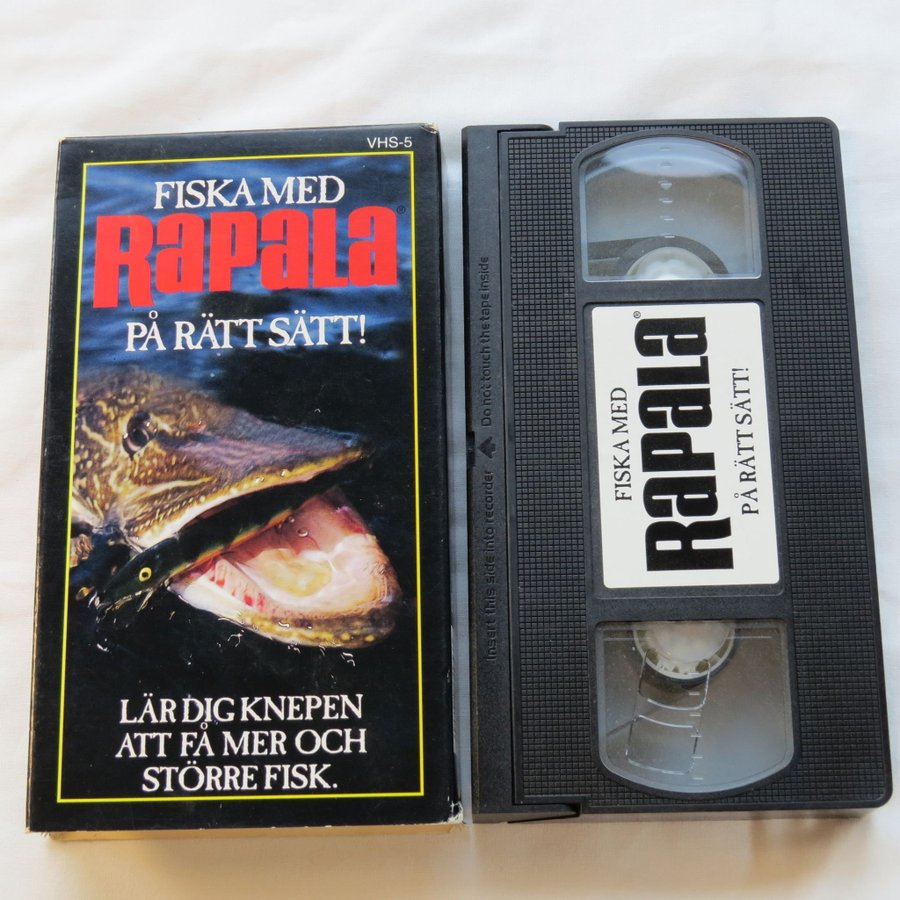 VHS-5
FISKA MED
Rapala®
PÅ RÄTT SÄTT!
LÄR DIG KNEPEN
ATT FÅ MER OCH
STÖRRE FISK.
Insert this side into recorder ▲ Do not touch the tape inside
FISKA MED
Rapala®
PÅ RÄTT SÄTT!